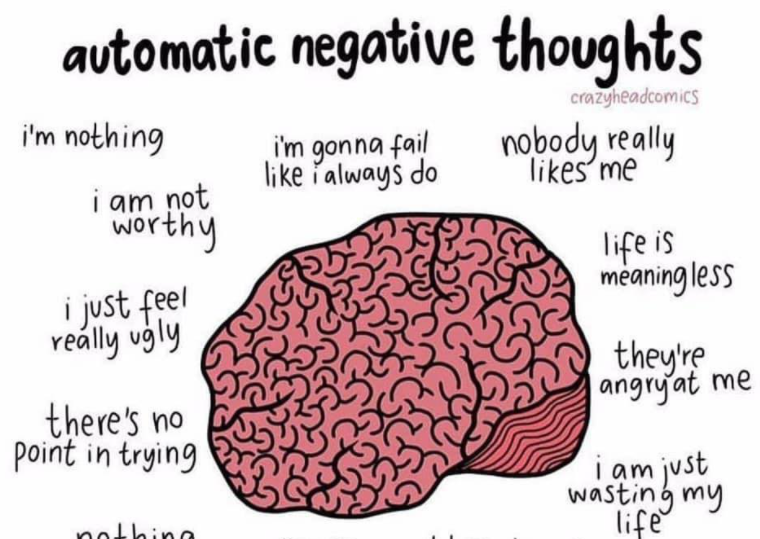 automatic negative thoughts
crazyheadcomics
i'm nothing
i'm gonna fail
like i always do
nobody really
likes me
i am not
worthy
life is
meaningless
i just feel
really ugly
they're
angry at me
there's no
point in trying
i am just
wasting my
life
nothing